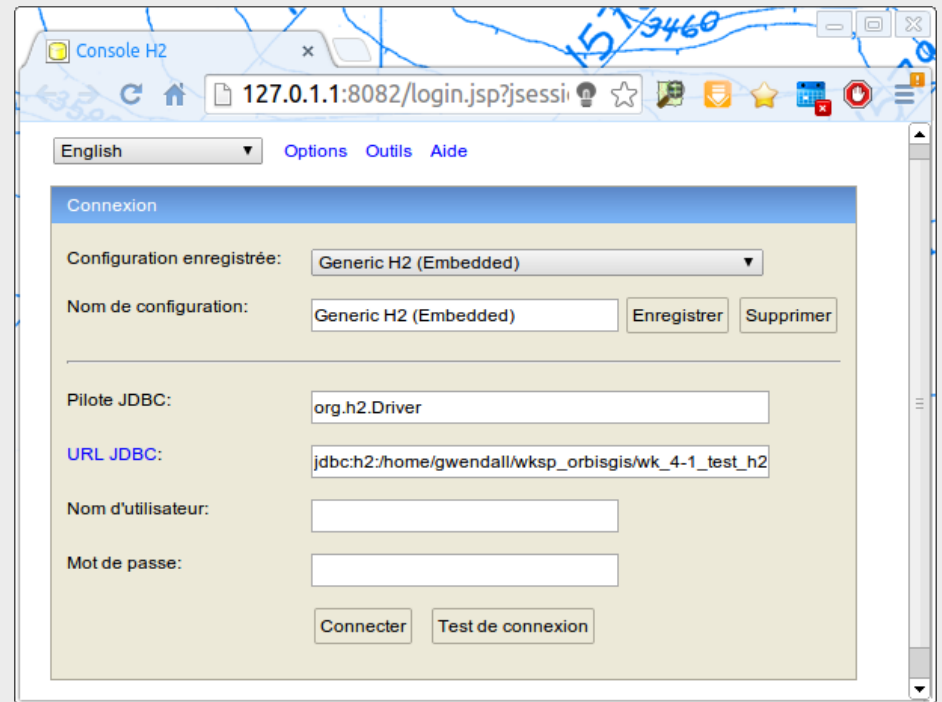 3460
Console H2
127.0.1.1:8082/login.jsp?jsessi
English Options Outils Aide
Connexion
Configuration enregistrée: Generic H2 (Embedded)
Nom de configuration: Generic H2 (Embedded) Enregistrer Supprimer
Pilote JDBC: org.h2.Driver
URL JDBC: jdbc:h2:/home/gwendall/wksp_orbisgis/wk_4-1_test_h2
Nom d'utilisateur:
Mot de passe:
Connecter Test de connexion